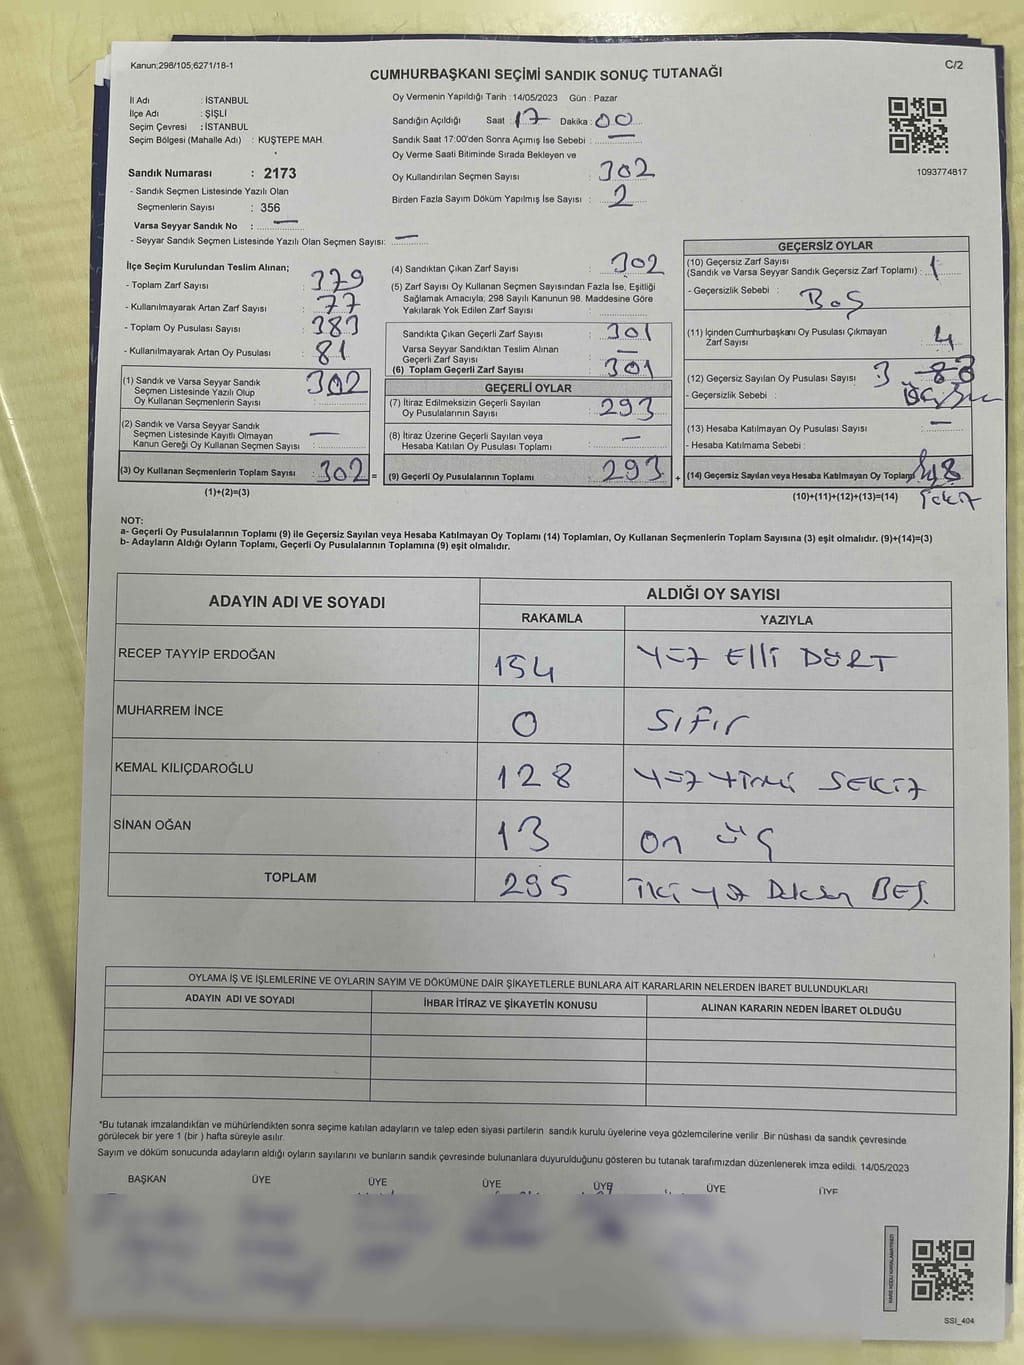 Kanun;298/105;6271/18-1
C/2
CUMHURBAŞKANI SEÇİMİ SANDIK SONUÇ TUTANAĞI
İl Adı : İSTANBUL
İlçe Adı : ŞİŞLİ
Seçim Çevresi : İSTANBUL
Seçim Bölgesi (Mahalle Adı) : KUŞTEPE MAH.
Sandık Numarası : 2173
- Sandık Seçmen Listesinde Yazılı Olan
Seçmenlerin Sayısı : 356
Varsa Seyyar Sandık No : —
- Seyyar Sandık Seçmen Listesinde Yazılı Olan Seçmen Sayısı: —
Oy Vermenin Yapıldığı Tarih : 14/05/2023 Gün : Pazar
Sandığın Açıldığı Saat : 17 Dakika : 00
Sandık Saat 17:00'den Sonra Açımış İse Sebebi : —
Oy Verme Saati Bitiminde Sırada Bekleyen ve
Oy Kullandırılan Seçmen Sayısı : 302
Birden Fazla Sayım Döküm Yapılmış İse Sayısı : 2
1093774817
İlçe Seçim Kurulundan Teslim Alınan;
- Toplam Zarf Sayısı : 379
- Kullanılmayarak Artan Zarf Sayısı : 77
- Toplam Oy Pusulası Sayısı : 383
- Kullanılmayarak Artan Oy Pusulası : 81
(1) Sandık ve Varsa Seyyar Sandık
Seçmen Listesinde Yazılı Olup
Oy Kullanan Seçmenlerin Sayısı : 302
(2) Sandık ve Varsa Seyyar Sandık
Seçmen Listesinde Kayıtlı Olmayan
Kanun Gereği Oy Kullanan Seçmen Sayısı : —
(3) Oy Kullanan Seçmenlerin Toplam Sayısı : 302 =
(1)+(2)=(3)
(4) Sandıktan Çıkan Zarf Sayısı : 302
(5) Zarf Sayısı Oy Kullanan Seçmen Sayısından Fazla İse, Eşitliği
Sağlamak Amacıyla; 298 Sayılı Kanunun 98. Maddesine Göre
Yakılarak Yok Edilen Zarf Sayısı :
Sandıkta Çıkan Geçerli Zarf Sayısı : 301
Varsa Seyyar Sandıktan Teslim Alınan
Geçerli Zarf Sayısı : —
(6) Toplam Geçerli Zarf Sayısı : 301
GEÇERLİ OYLAR
(7) İtiraz Edilmeksizin Geçerli Sayılan
Oy Pusulalarının Sayısı : 293
(8) İtiraz Üzerine Geçerli Sayılan veya
Hesaba Katılan Oy Pusulası Toplamı : —
(9) Geçerli Oy Pusulalarının Toplamı : 293 +
GEÇERSİZ OYLAR
(10) Geçersiz Zarf Sayısı
(Sandık ve Varsa Seyyar Sandık Geçersiz Zarf Toplamı) : 1
- Geçersizlik Sebebi : BOŞ
(11) İçinden Cumhurbaşkanı Oy Pusulası Çıkmayan
Zarf Sayısı : 4
(12) Geçersiz Sayılan Oy Pusulası Sayısı : 3
- Geçersizlik Sebebi :
(13) Hesaba Katılmayan Oy Pusulası Sayısı : —
- Hesaba Katılmama Sebebi :
(14) Geçersiz Sayılan veya Hesaba Katılmayan Oy Toplamı 8
(10)+(11)+(12)+(13)=(14) Sekiz
NOT:
a- Geçerli Oy Pusulalarının Toplamı (9) ile Geçersiz Sayılan veya Hesaba Katılmayan Oy Toplamı (14) Toplamları, Oy Kullanan Seçmenlerin Toplam Sayısına (3) eşit olmalıdır. (9)+(14)=(3)
b- Adayların Aldığı Oyların Toplamı, Geçerli Oy Pusulalarının Toplamına (9) eşit olmalıdır.
ADAYIN ADI VE SOYADI
ALDIĞI OY SAYISI
RAKAMLA YAZIYLA
RECEP TAYYİP ERDOĞAN 154 Yüz Elli DÖRT
MUHARREM İNCE 0 SIFIR
KEMAL KILIÇDAROĞLU 128 Yüz Yirmi SEKİZ
SİNAN OĞAN 13 On üç
TOPLAM 295 İki yüz Doksan BEŞ.
OYLAMA İŞ VE İŞLEMLERİNE VE OYLARIN SAYIM VE DÖKÜMÜNE DAİR ŞİKAYETLERLE BUNLARA AİT KARARLARIN NELERDEN İBARET BULUNDUKLARI
ADAYIN ADI VE SOYADI İHBAR İTİRAZ VE ŞİKAYETİN KONUSU ALINAN KARARIN NEDEN İBARET OLDUĞU
*Bu tutanak imzalandıktan ve mühürlendikten sonra seçime katılan adayların ve talep eden siyasi partilerin sandık kurulu üyelerine veya gözlemcilerine verilir .Bir nüshası da sandık çevresinde
görülecek bir yere 1 (bir ) hafta süreyle asılır.
Sayım ve döküm sonucunda adayların aldığı oyların sayılarını ve bunların sandık çevresinde bulunanlara duyurulduğunu gösteren bu tutanak tarafımızdan düzenlenerek imza edildi. 14/05/2023
BAŞKAN ÜYE ÜYE ÜYE ÜYE ÜYE ÜYE
KARE KODU KARALAMAYINIZ!
SSI_404